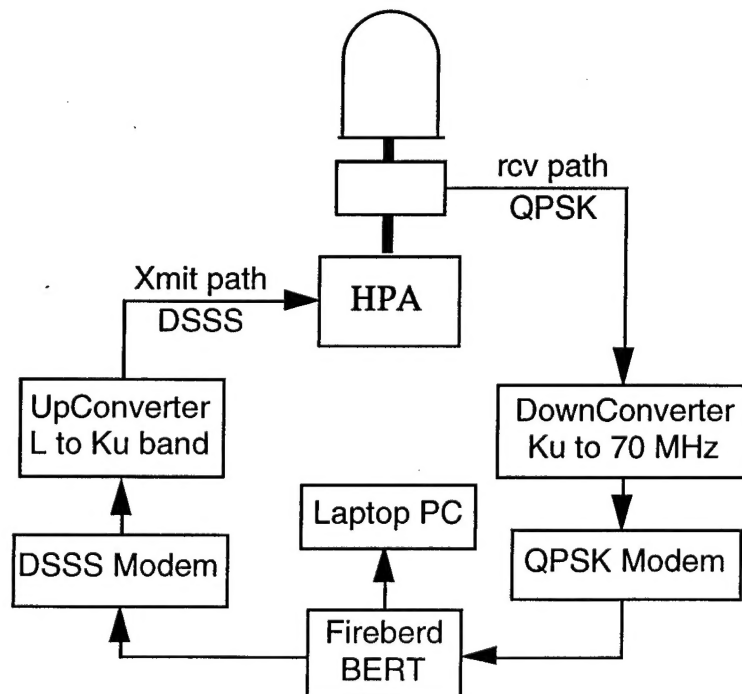 rcv path
QPSK
Xmit path
DSSS
HPA
UpConverter
L to Ku band
DownConverter
Ku to 70 MHz
Laptop PC
DSSS Modem
QPSK Modem
Fireberd
BERT